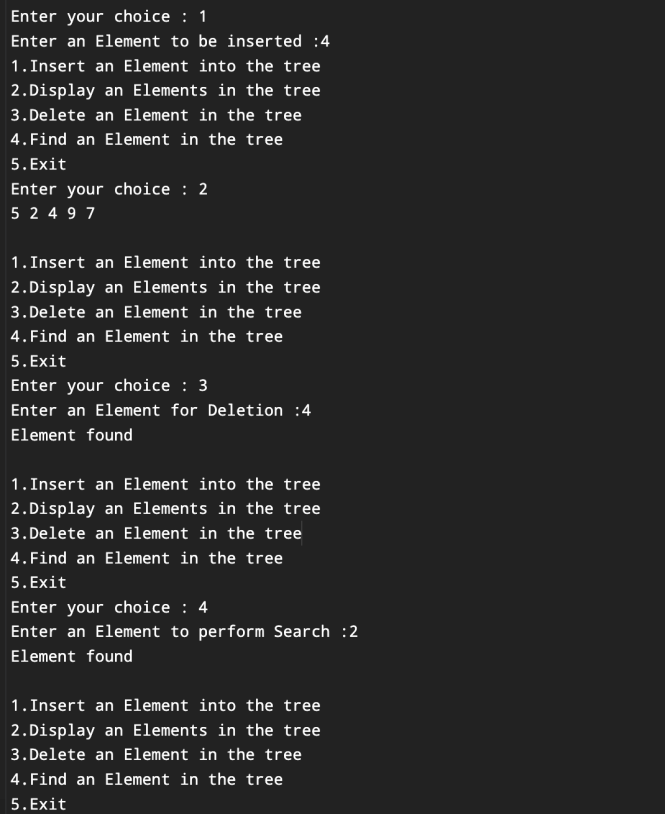 Enter your choice : 1
Enter an Element to be inserted :4
1.Insert an Element into the tree
2.Display an Elements in the tree
3.Delete an Element in the tree
4.Find an Element in the tree
5.Exit
Enter your choice : 2
5 2 4 9 7
1.Insert an Element into the tree
2.Display an Elements in the tree
3.Delete an Element in the tree
4.Find an Element in the tree
5.Exit
Enter your choice : 3
Enter an Element for Deletion :4
Element found
1.Insert an Element into the tree
2.Display an Elements in the tree
3.Delete an Element in the tree
4.Find an Element in the tree
5.Exit
Enter your choice : 4
Enter an Element to perform Search :2
Element found
1.Insert an Element into the tree
2.Display an Elements in the tree
3.Delete an Element in the tree
4.Find an Element in the tree
5.Exit